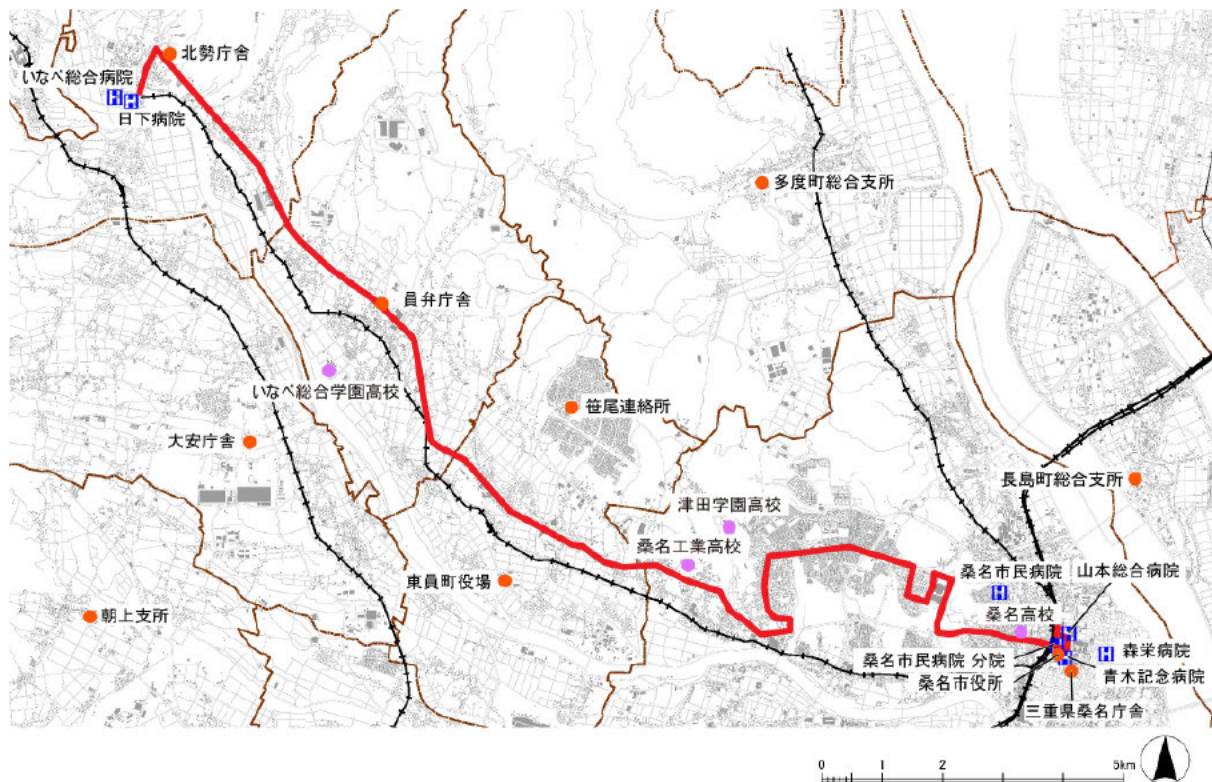 北勢庁舎
いなべ総合病院
日下病院
多度町総合支所
員弁庁舎
いなべ総合学園高校
笹尾連絡所
大安庁舎
長島町総合支所
津田学園高校
桑名工業高校
桑名市民病院
山本総合病院
東員町役場
桑名高校
朝上支所
森栄病院
桑名市民病院 分院
青木記念病院
桑名市役所
三重県桑名庁舎
0 1 2 5km